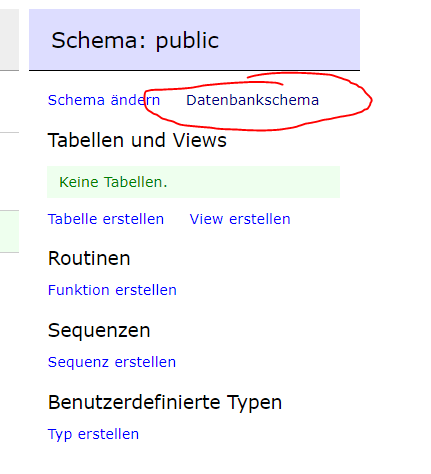 Schema: public
Schema ändern Datenbankschema
Tabellen und Views
Keine Tabellen.
Tabelle erstellen View erstellen
Routinen
Funktion erstellen
Sequenzen
Sequenz erstellen
Benutzerdefinierte Typen
Typ erstellen